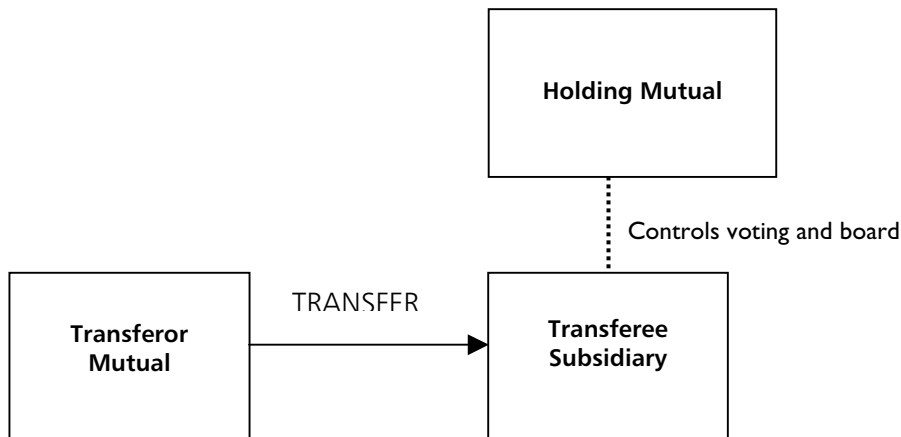 Holding Mutual
Controls voting and board
TRANSFER
Transferor
Mutual
Transferee
Subsidiary